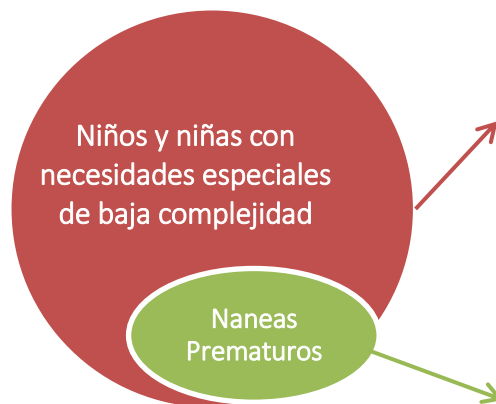 Niños y niñas con
necesidades especiales
de baja complejidad
Naneas
Prematuros